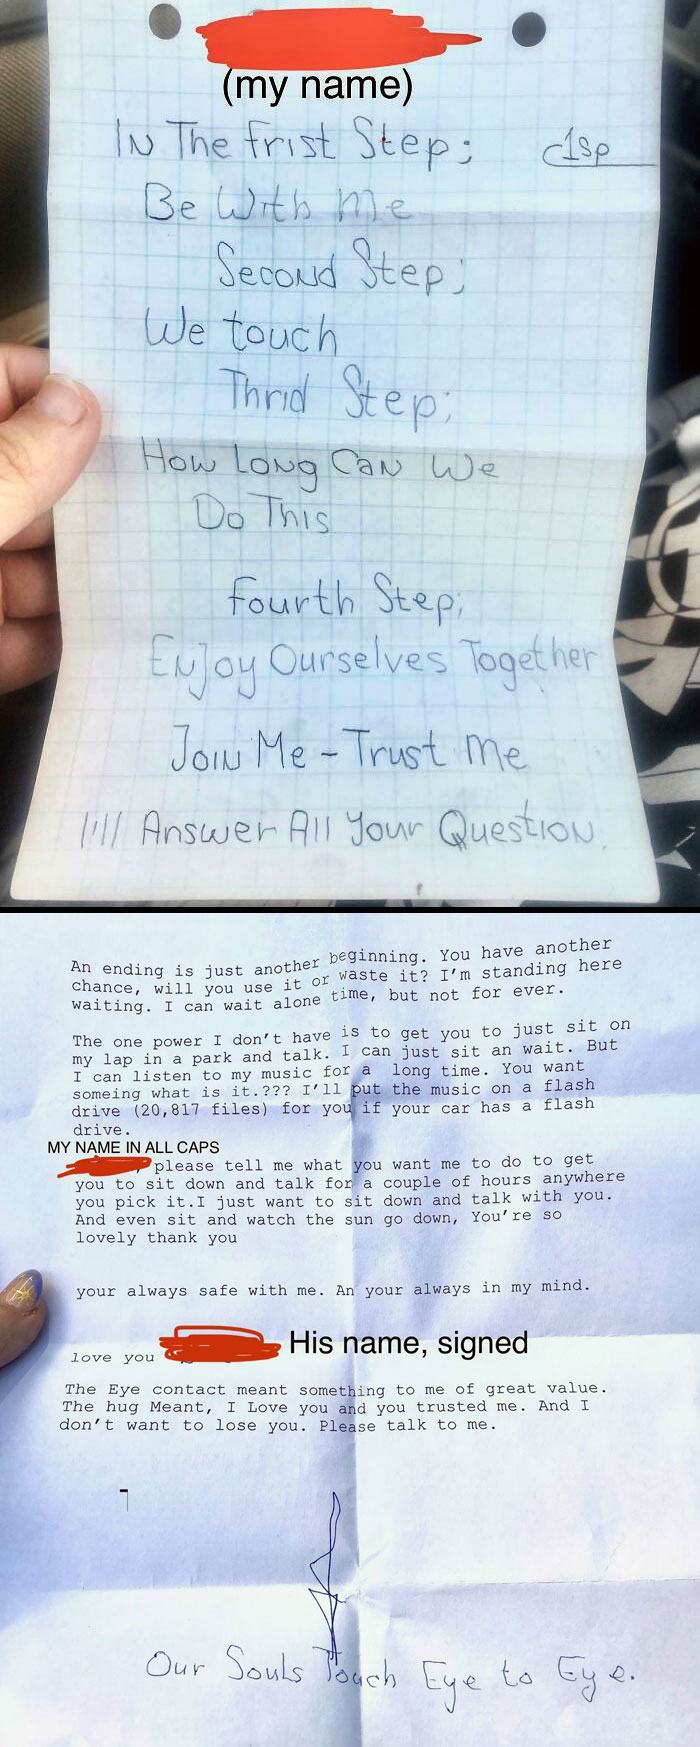 (my name)
IN The Frist Step;
Be With me
Second Step;
We touch
Thrid Step;
How Long Can We
Do This
Fourth Step;
Enjoy Ourselves Together
Join Me - Trust me
I'll Answer All Your Question.
An ending is just another beginning. You have another
chance, will you use it or waste it? I'm standing here
waiting. I can wait alone time, but not for ever.
The one power I don't have is to get you to just sit on
my lap in a park and talk. I can just sit an wait. But
I can listen to my music for a long time. You want
someing what is it.??? I'll put the music on a flash
drive (20,817 files) for you if your car has a flash
drive.
MY NAME IN ALL CAPS
, please tell me what you want me to do to get
you to sit down and talk for a couple of hours anywhere
you pick it.I just want to sit down and talk with you.
And even sit and watch the sun go down, You're so
lovely thank you
your always safe with me. An your always in my mind.
love you His name, signed
The Eye contact meant something to me of great value.
The hug Meant, I Love you and you trusted me. And I
don't want to lose you. Please talk to me.
Our Souls Touch Eye to Eye.